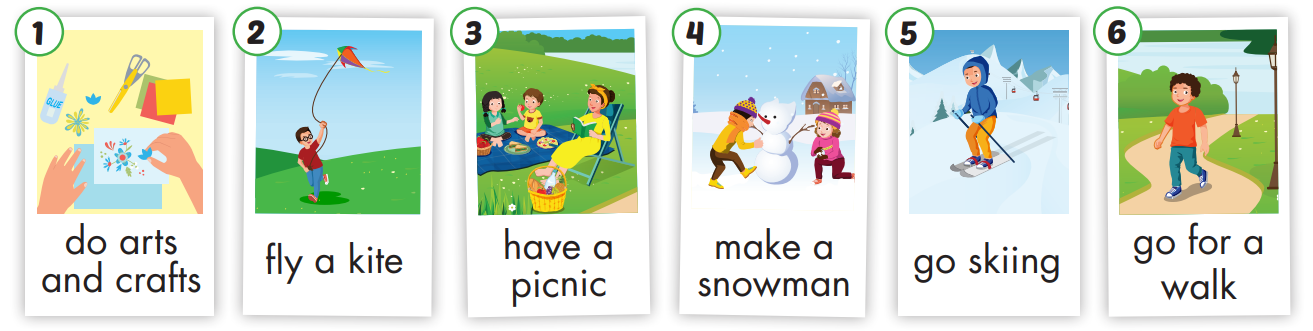 1
GLUE
do arts
and crafts
2
fly a kite
3
have a
picnic
4
make a
snowman
5
go skiing
6
go for a
walk